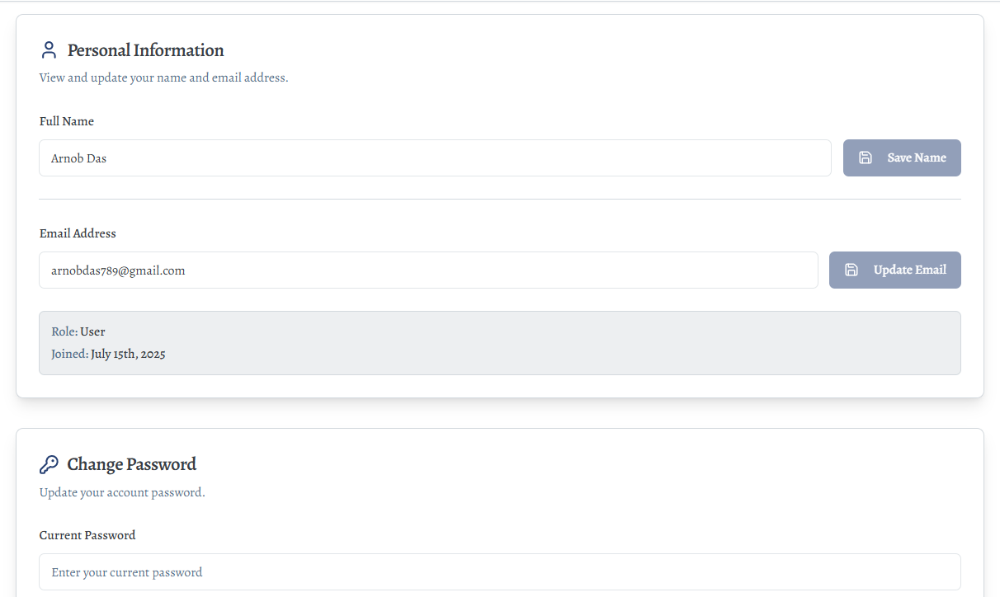 Personal Information
View and update your name and email address.
Full Name
Arnob Das
Save Name
Email Address
arnobdas789@gmail.com
Update Email
Role: User
Joined: July 15th, 2025
Change Password
Update your account password.
Current Password
Enter your current password